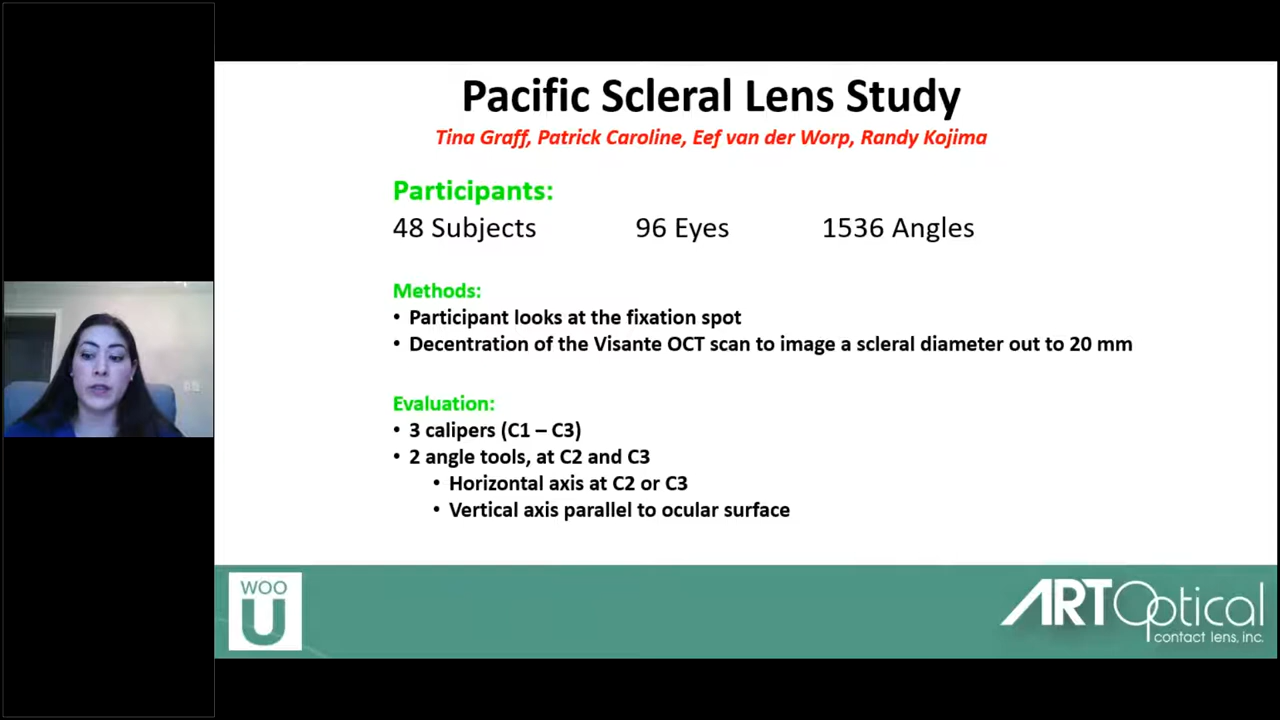 Pacific Scleral Lens Study
Tina Graff, Patrick Caroline, Eef van der Worp, Randy Kojima
Participants:
48 Subjects 96 Eyes 1536 Angles
Methods:
• Participant looks at the fixation spot
• Decentration of the Visante OCT scan to image a scleral diameter out to 20 mm
Evaluation:
• 3 calipers (C1 – C3)
• 2 angle tools, at C2 and C3
• Horizontal axis at C2 or C3
• Vertical axis parallel to ocular surface
WOO
U
ART Optical
contact lens, inc.